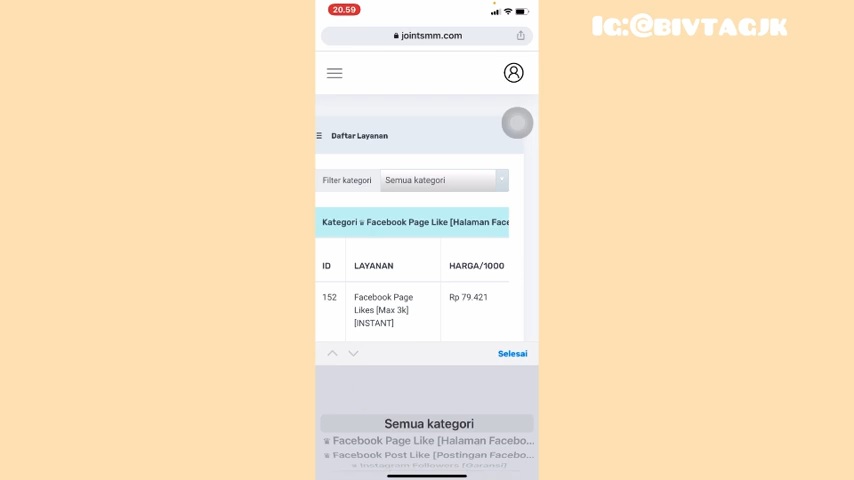 IG:@BIVTAGJK
20.59
jointsmm.com
Daftar Layanan
Filter kategori Semua kategori
Kategori Facebook Page Like [Halaman Face
ID LAYANAN HARGA/1000
152 Facebook Page Rp 79.421
Likes [Max 3k]
[INSTANT]
Selesai
Semua kategori
Facebook Page Like [Halaman Facebo...
Facebook Post Like [Postingan Facebo...
Instagram Followers